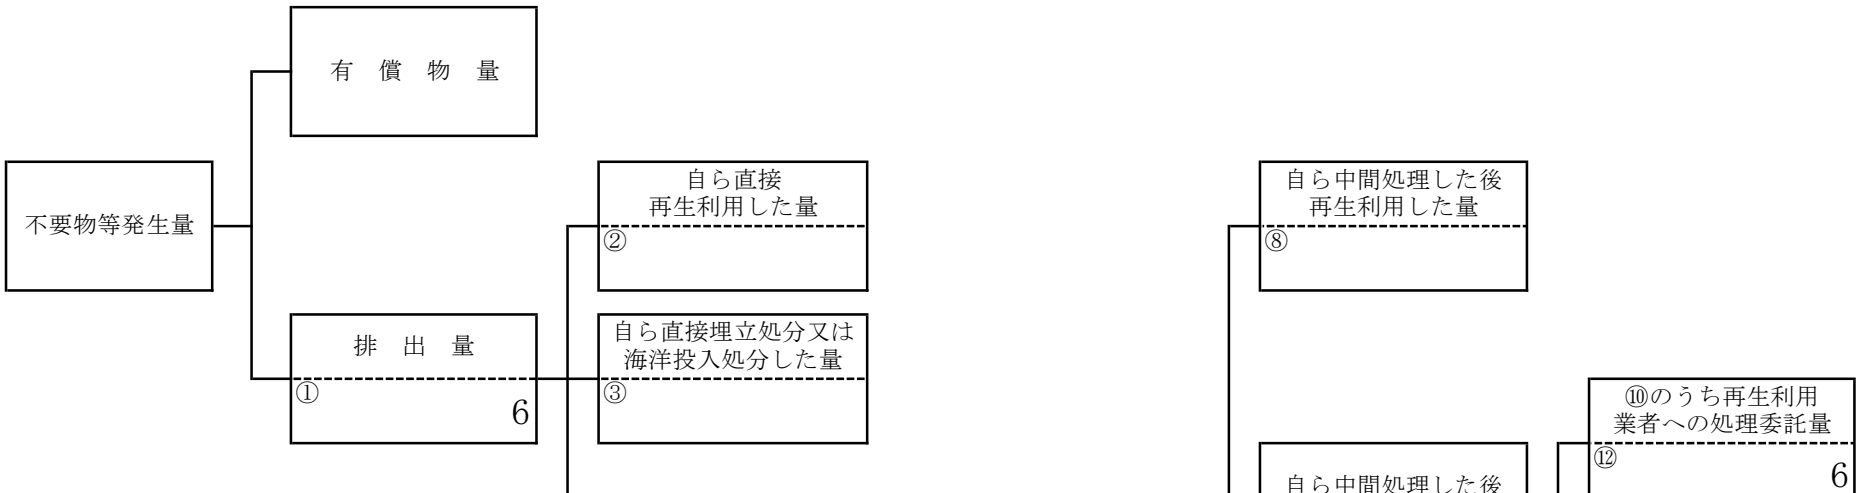 有 償 物 量
不要物等発生量
自ら直接
再生利用した量
②
自ら中間処理した後
再生利用した量
⑧
排 出 量
①
6
自ら直接埋立処分又は
海洋投入処分した量
③
⑩のうち再生利用
業者への処理委託量
⑫
6
自ら中間処理した後